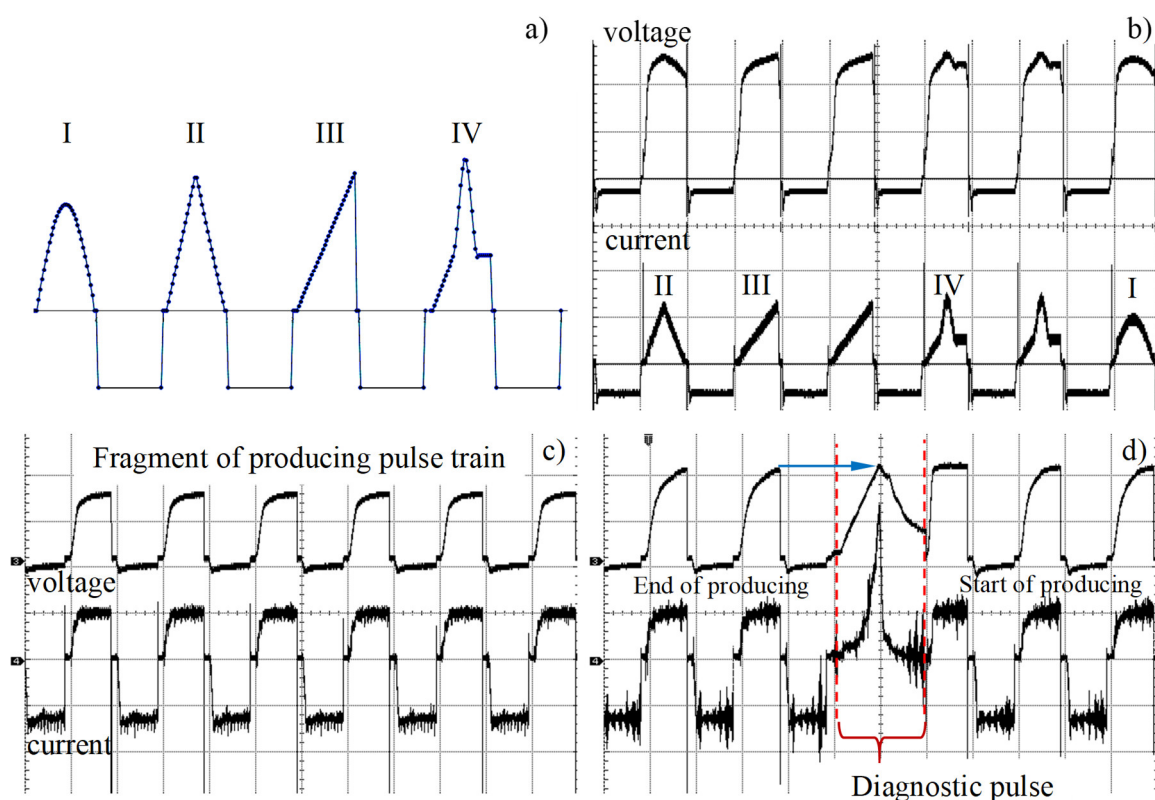 a)
I II III IV
b)
voltage
current
II III IV I
c)
Fragment of producing pulse train
3
voltage
4
current
d)
3
End of producing
Start of producing
4
Diagnostic pulse